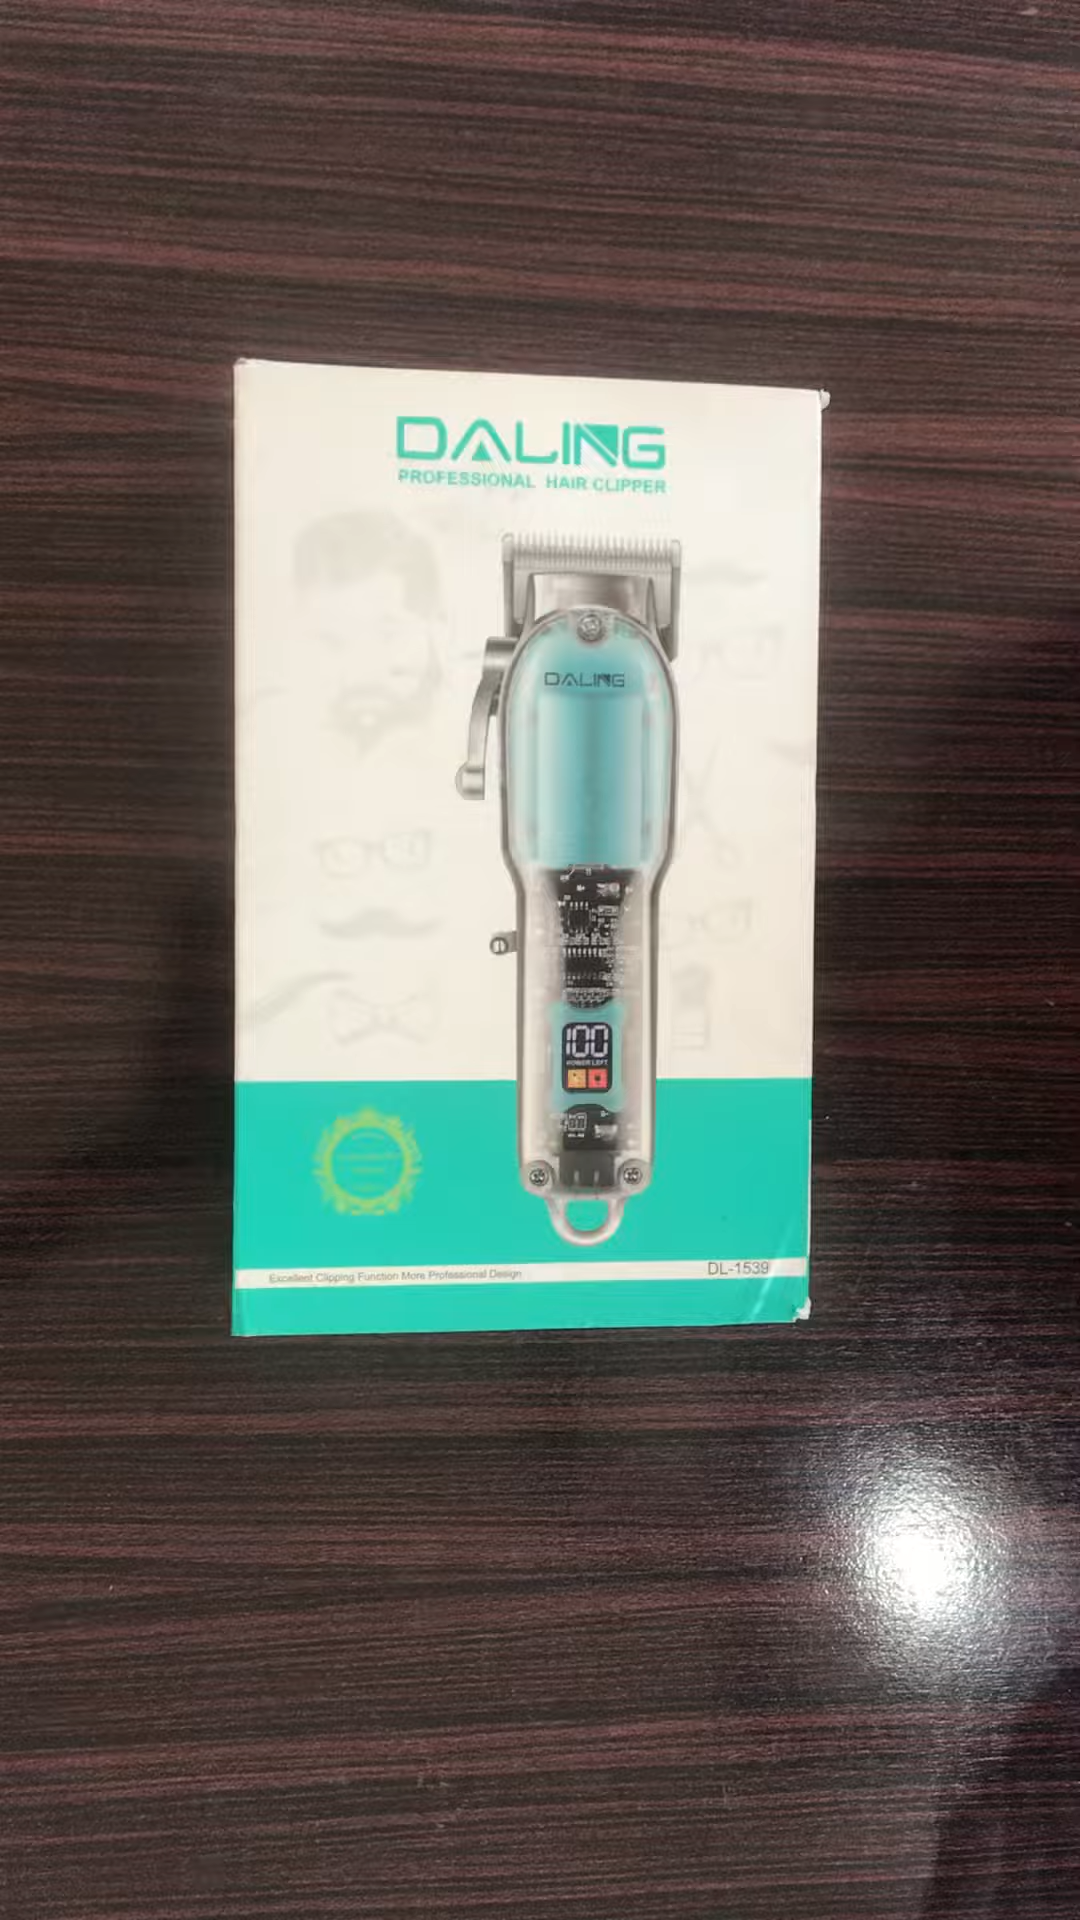 DALING
PROFESSIONAL HAIR CLIPPER
DALING
100
POWER LEFT
Excellent Clipping Function More Professional Design
DL-1539